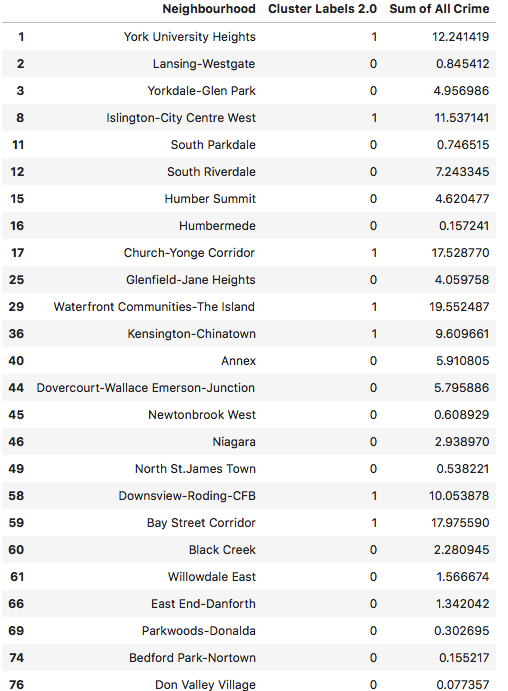 Neighbourhood Cluster Labels 2.0 Sum of All Crime
1 York University Heights 1 12.241419
2 Lansing-Westgate 0 0.845412
3 Yorkdale-Glen Park 0 4.956986
8 Islington-City Centre West 1 11.537141
11 South Parkdale 0 0.746515
12 South Riverdale 0 7.243345
15 Humber Summit 0 4.620477
16 Humbermede 0 0.157241
17 Church-Yonge Corridor 1 17.528770
25 Glenfield-Jane Heights 0 4.059758
29 Waterfront Communities-The Island 1 19.552487
36 Kensington-Chinatown 1 9.609661
40 Annex 0 5.910805
44 Dovercourt-Wallace Emerson-Junction 0 5.795886
45 Newtonbrook West 0 0.608929
46 Niagara 0 2.938970
49 North St.James Town 0 0.538221
58 Downsview-Roding-CFB 1 10.053878
59 Bay Street Corridor 1 17.975590
60 Black Creek 0 2.280945
61 Willowdale East 0 1.566674
66 East End-Danforth 0 1.342042
69 Parkwoods-Donalda 0 0.302695
74 Bedford Park-Nortown 0 0.155217
76 Don Valley Village 0 0.077357